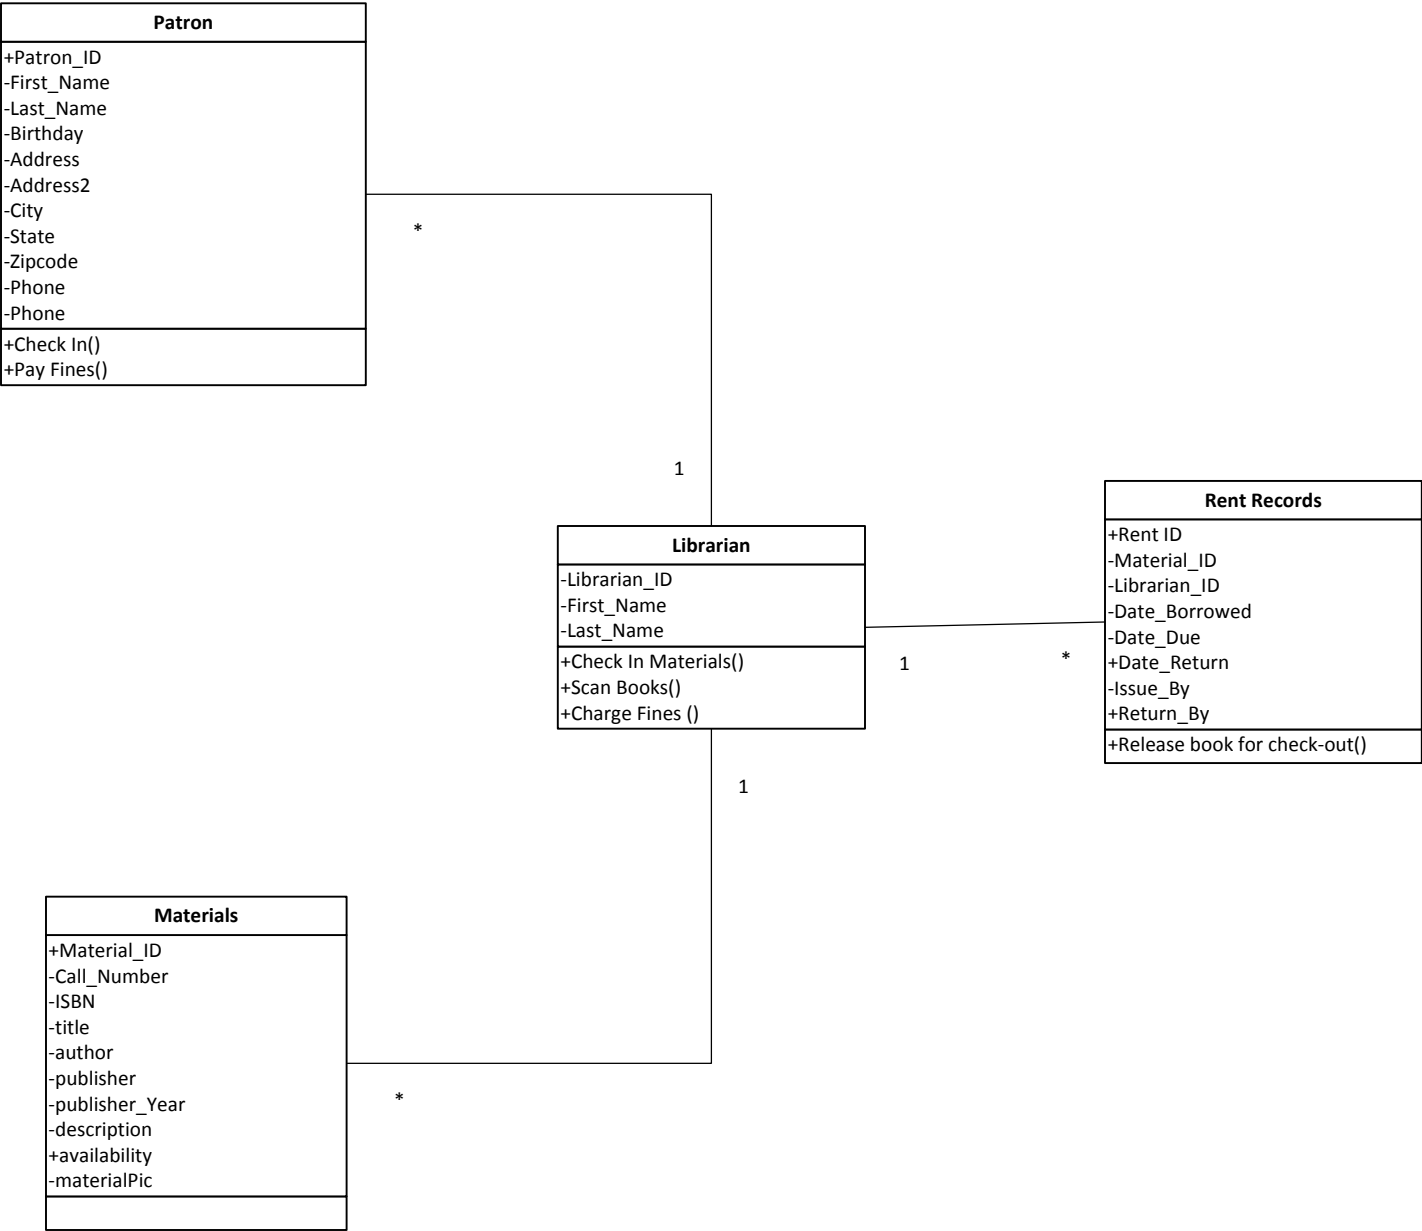 Patron
+Patron_ID
-First_Name
-Last_Name
-Birthday
-Address
-Address2
-City
-State
-Zipcode
-Phone
-Phone
+Check In()
+Pay Fines()
*
1
Librarian
-Librarian_ID
-First_Name
-Last_Name
+Check In Materials()
+Scan Books()
+Charge Fines ()
1
*
Rent Records
+Rent ID
-Material_ID
-Librarian_ID
-Date_Borrowed
-Date_Due
+Date_Return
-Issue_By
+Return_By
+Release book for check-out()
1
*
Materials
+Material_ID
-Call_Number
-ISBN
-title
-author
-publisher
-publisher_Year
-description
+availability
-materialPic